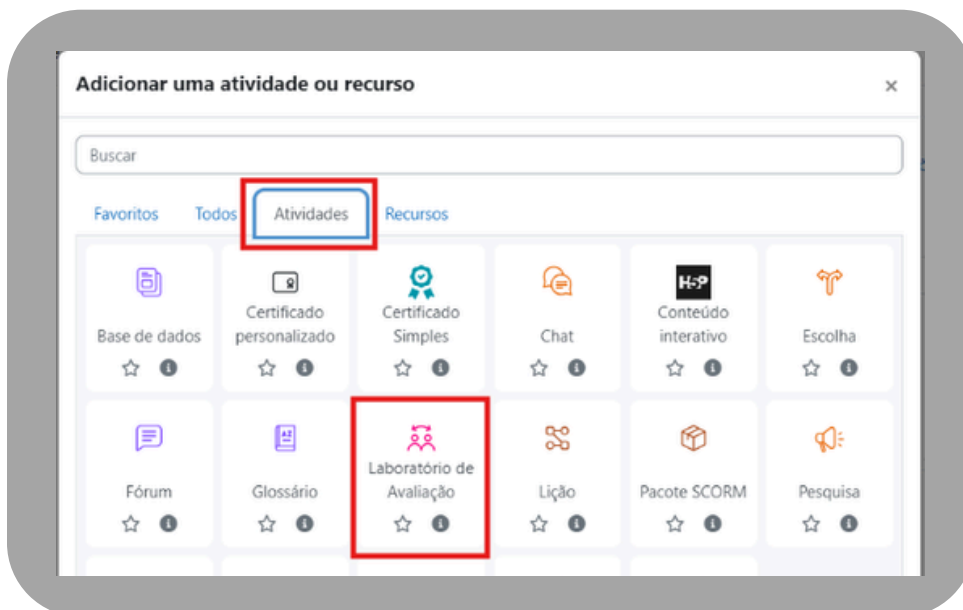 Adicionar uma atividade ou recurso
Buscar
Favoritos Todos Atividades Recursos
H5P
Base de dados
Certificado
personalizado
Certificado
Simples
Chat
Conteúdo
interativo
Escolha
Fórum
Glossário
Laboratório de
Avaliação
Lição
Pacote SCORM
Pesquisa